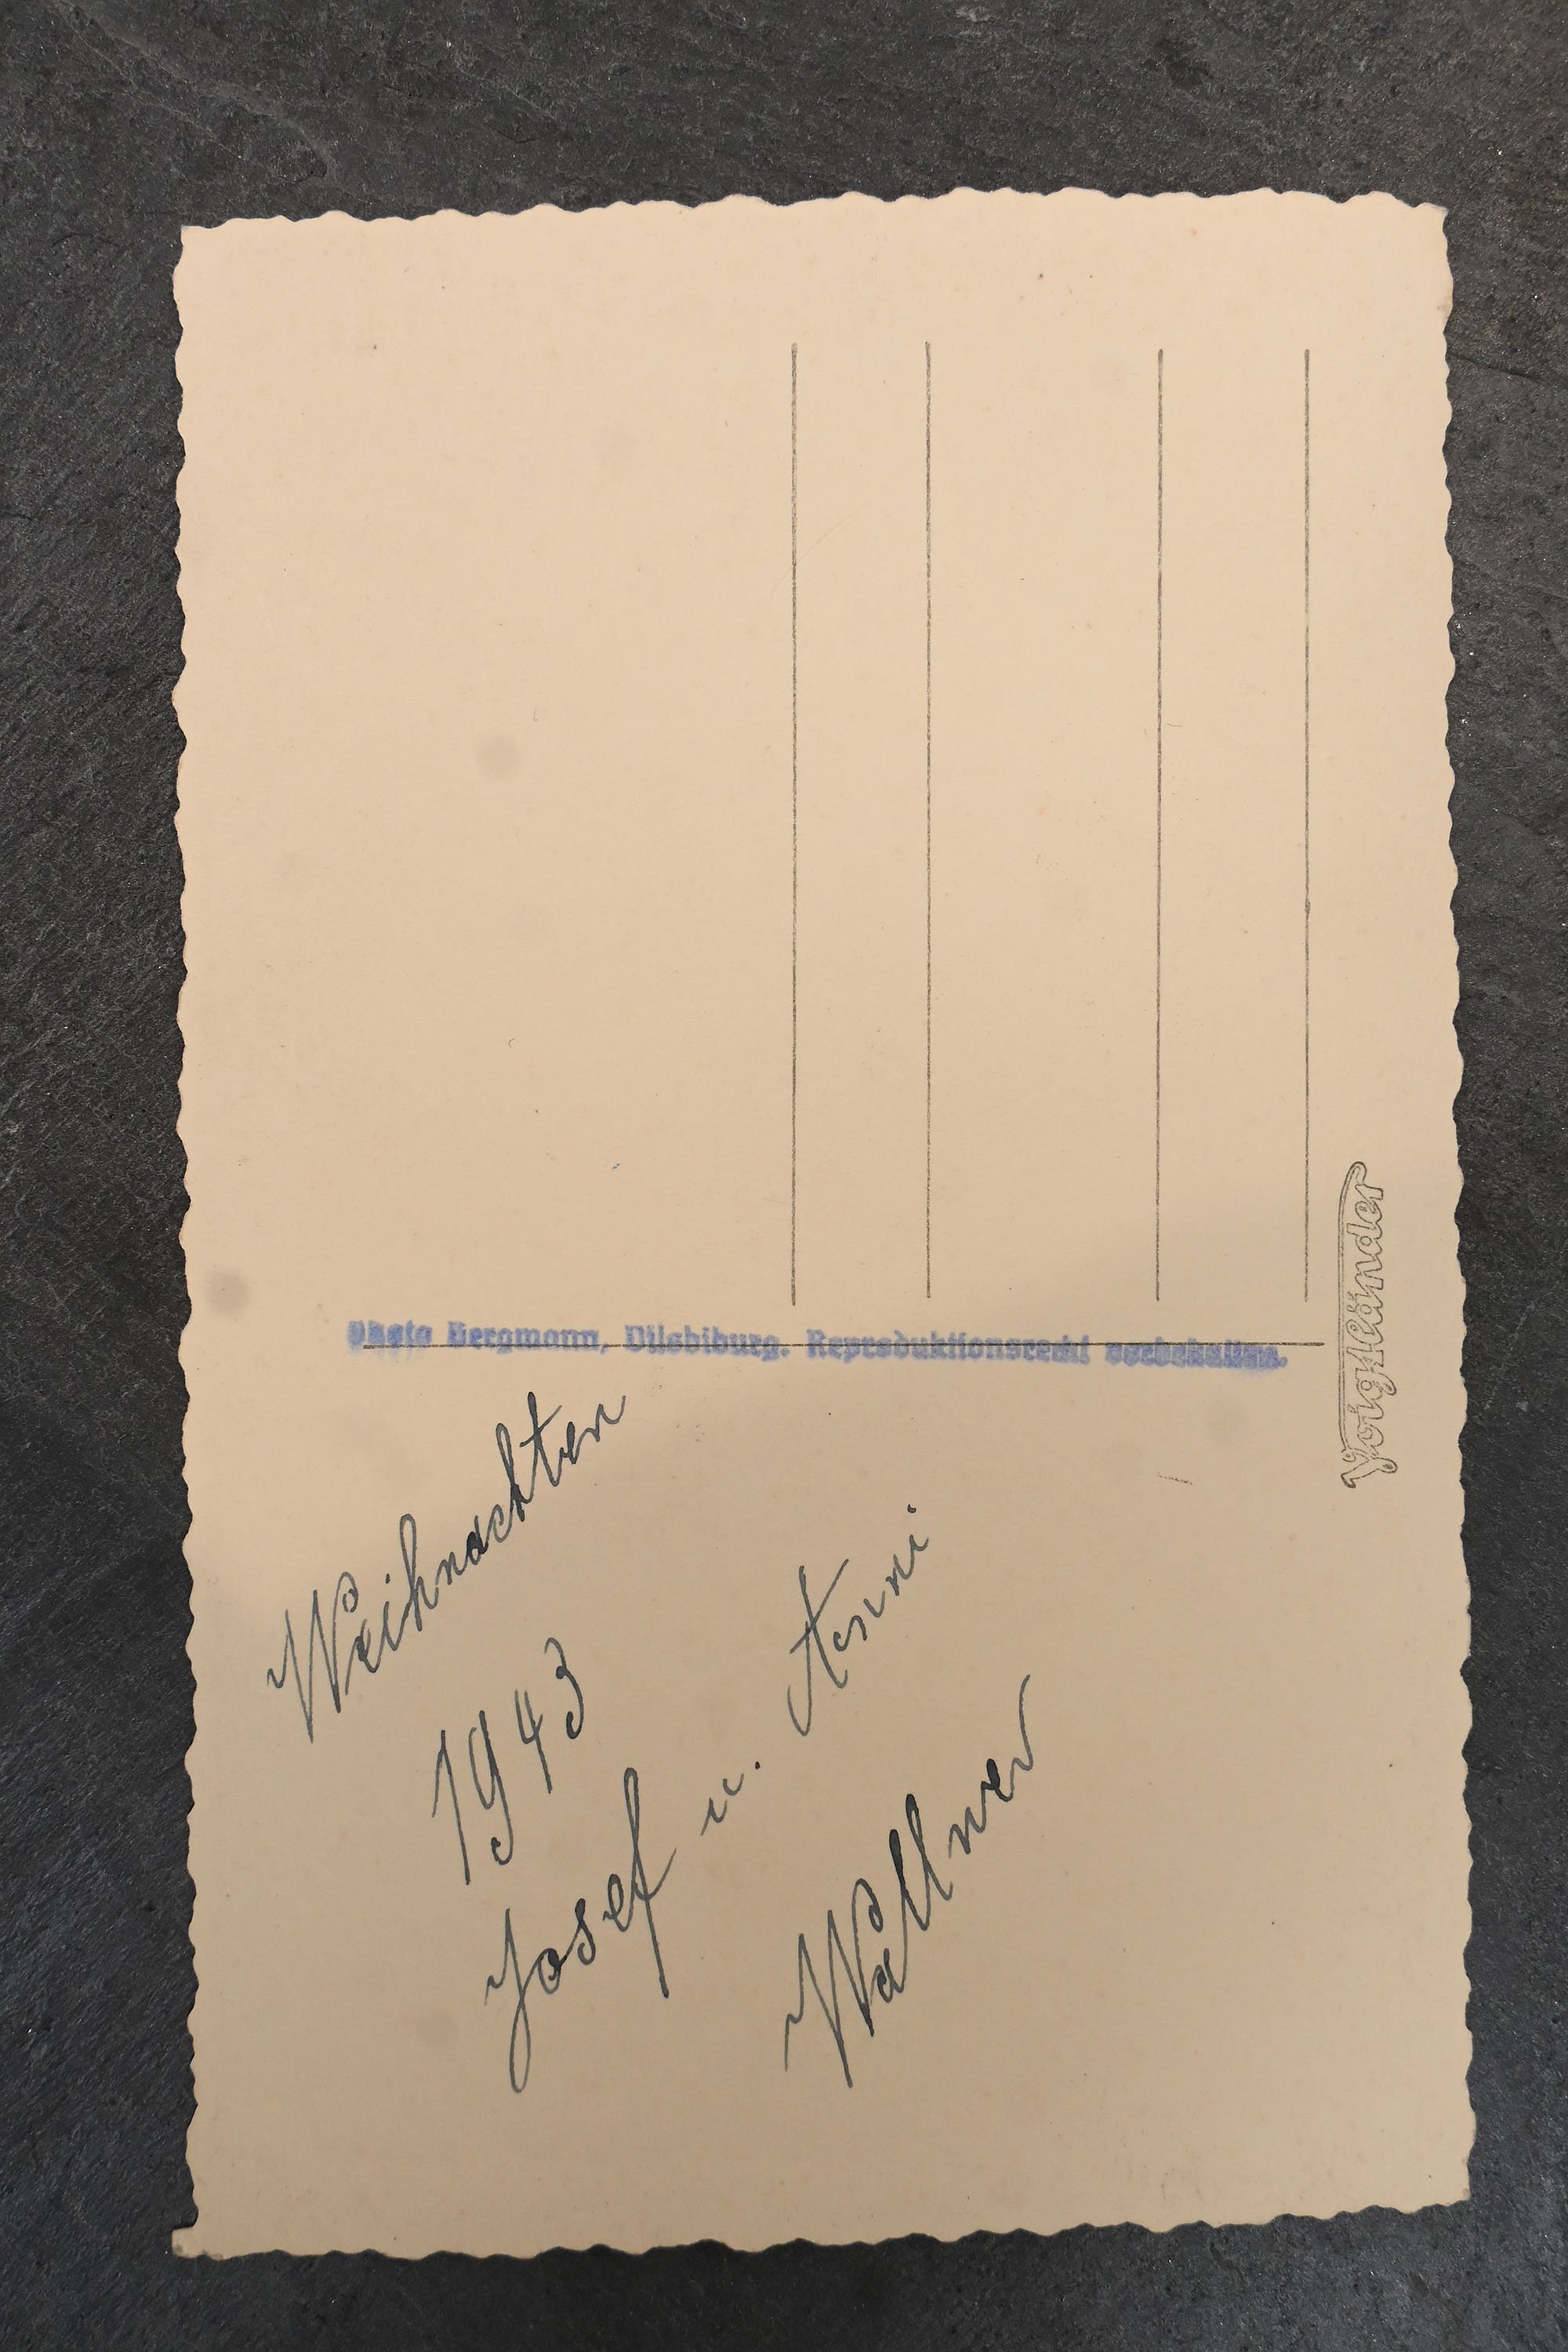 Photo Bergmann, Vilsbiburg. Reproduktionsrecht vorbehalten.
Voigtländer
Weihnachten
1943
Josef u. Anni
Wallner